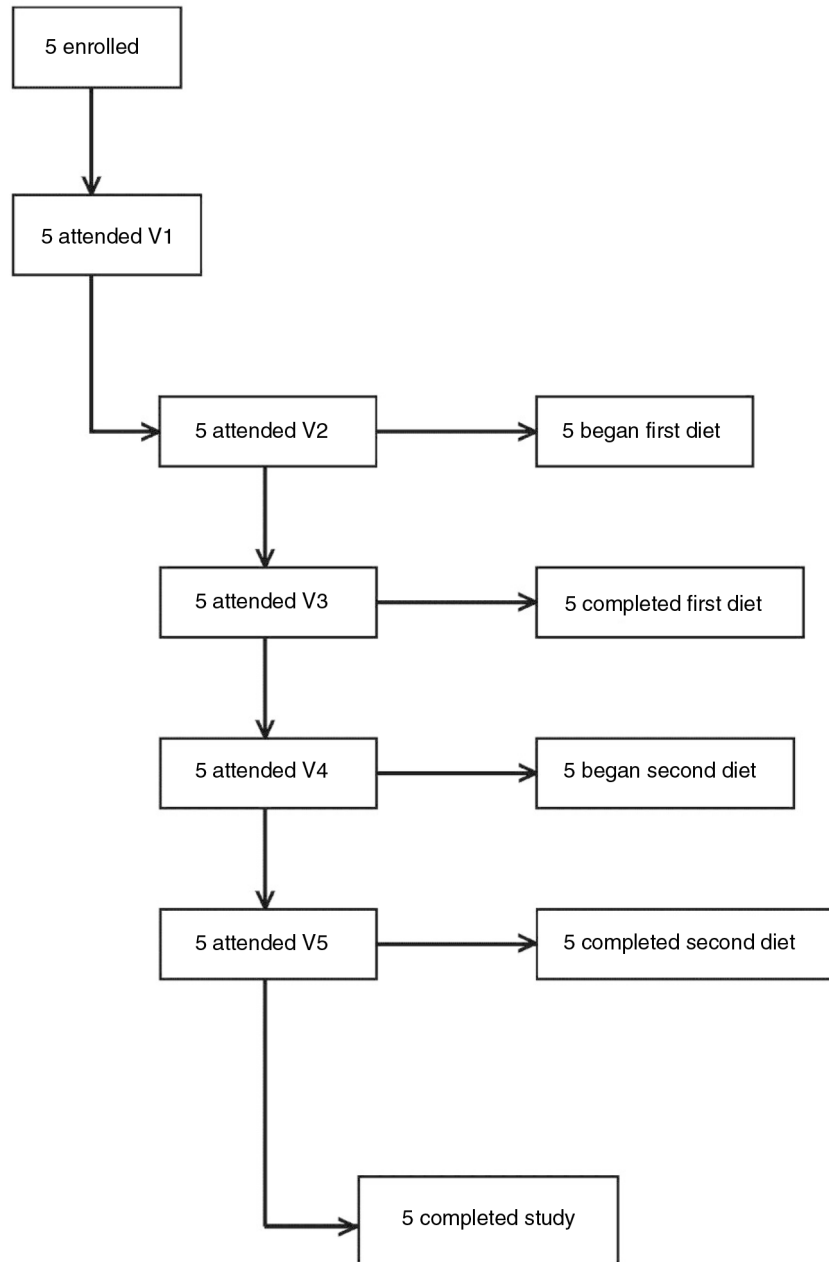 5 enrolled
5 attended V1
5 attended V2
5 began first diet
5 attended V3
5 completed first diet
5 attended V4
5 began second diet
5 attended V5
5 completed second diet
5 completed study